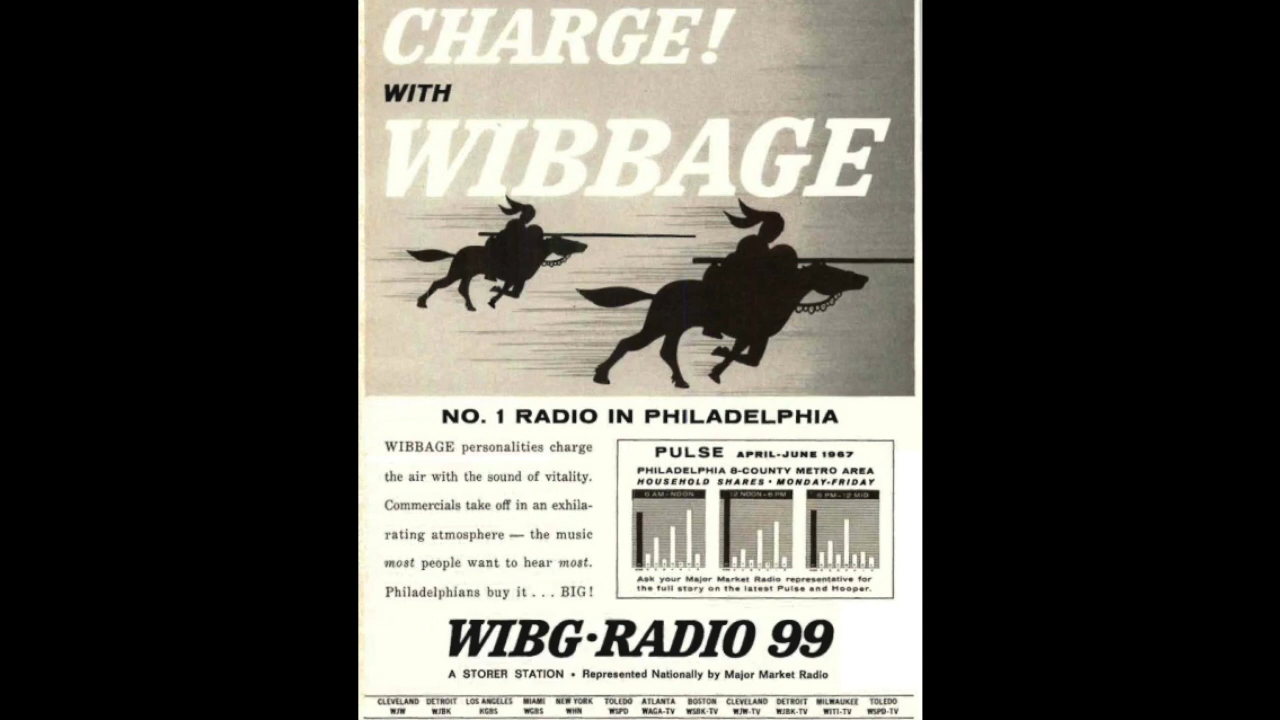 CHARGE!
WITH
WIBBAGE
NO. 1 RADIO IN PHILADELPHIA
WIBBAGE personalities charge
the air with the sound of vitality.
Commercials take off in an exhila-
rating atmosphere — the music
most people want to hear most.
Philadelphians buy it . . . BIG!
PULSE APRIL-JUNE 1967
PHILADELPHIA 8-COUNTY METRO AREA
HOUSEHOLD SHARES • MONDAY-FRIDAY
6 AM-NOON 12 NOON-6 PM 6 PM-12 MID
Ask your Major Market Radio representative for
the full story on the latest Pulse and Hooper.
WIBG·RADIO 99
A STORER STATION • Represented Nationally by Major Market Radio
CLEVELAND DETROIT LOS ANGELES MIAMI NEW YORK TOLEDO ATLANTA BOSTON CLEVELAND DETROIT MILWAUKEE TOLEDO
WJW WJBK KGBS WGBS WHN WSPD WAGA-TV WSBK-TV WJW-TV WJBK-TV WITI-TV WSPD-TV